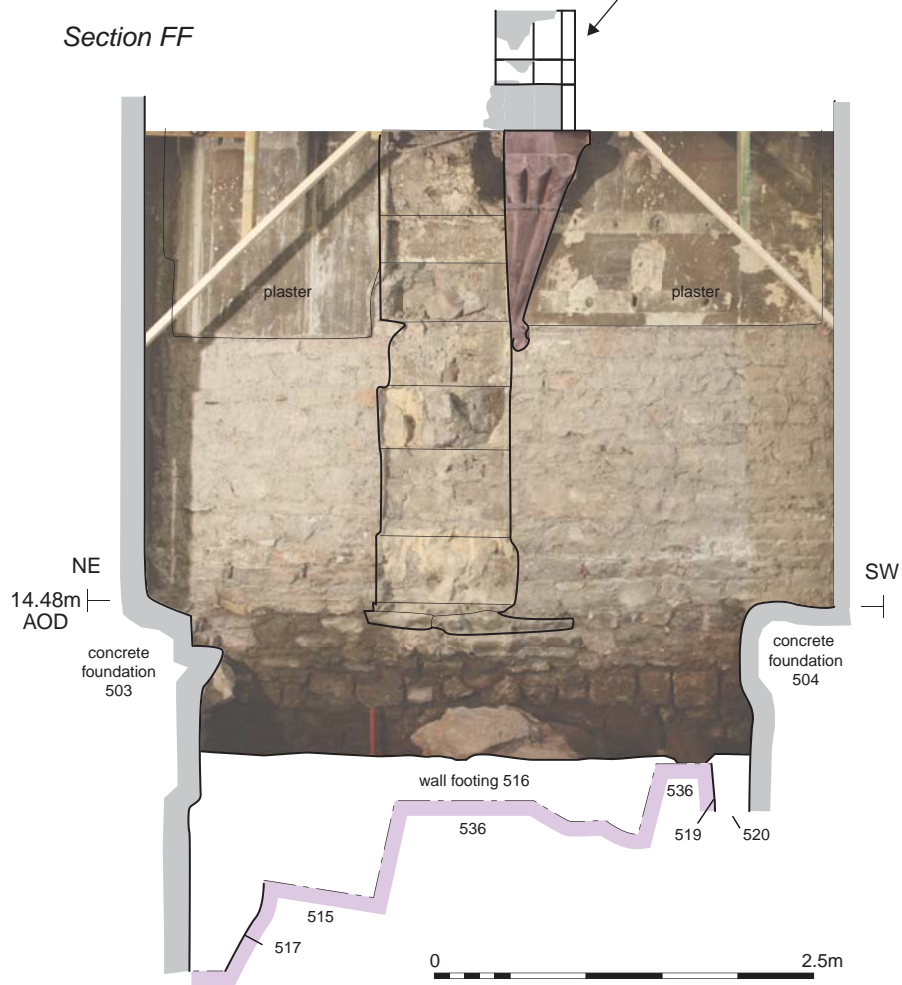 Section FF
plaster
plaster
NE
14.48m
AOD
SW
concrete
foundation
503
concrete
foundation
504
wall footing 516
536
536
519
520
515
517
0
2.5m